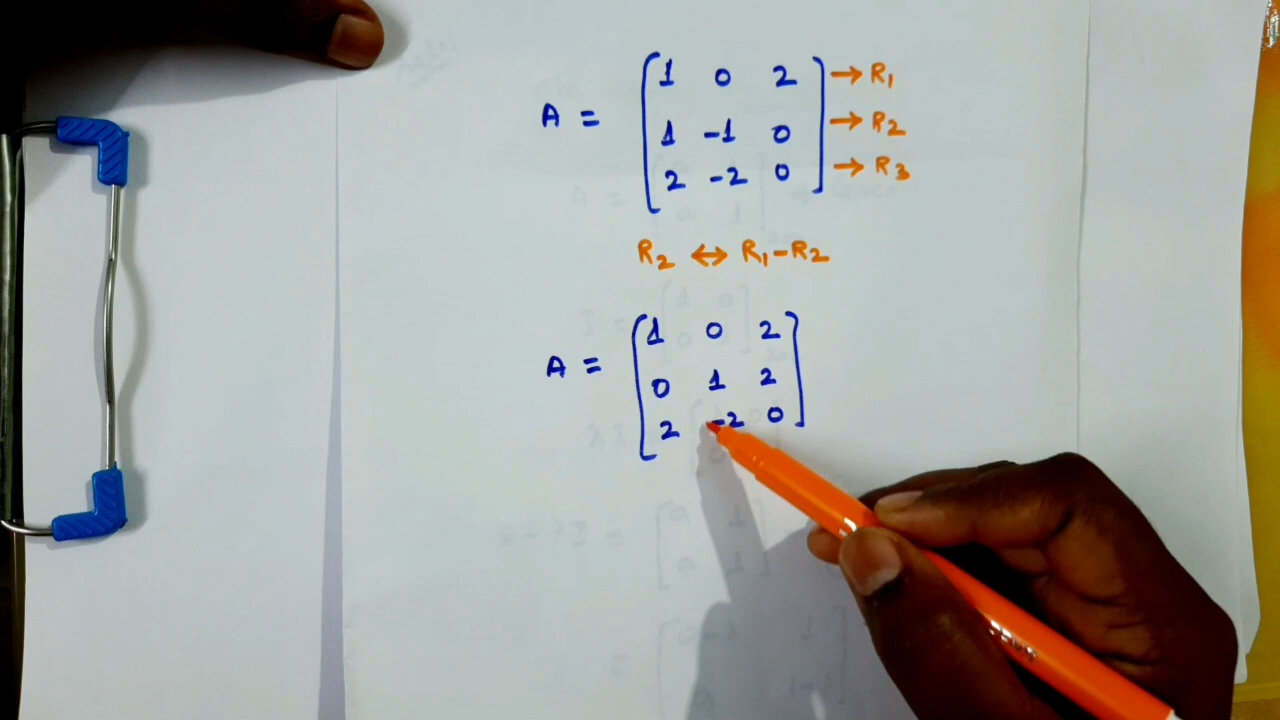 A = [1 0 2] → R₁
[1 -1 0] → R₂
[2 -2 0] → R₃
R₂ ↔ R₁-R₂
A = [1 0 2]
[0 1 2]
[2 -2 0]